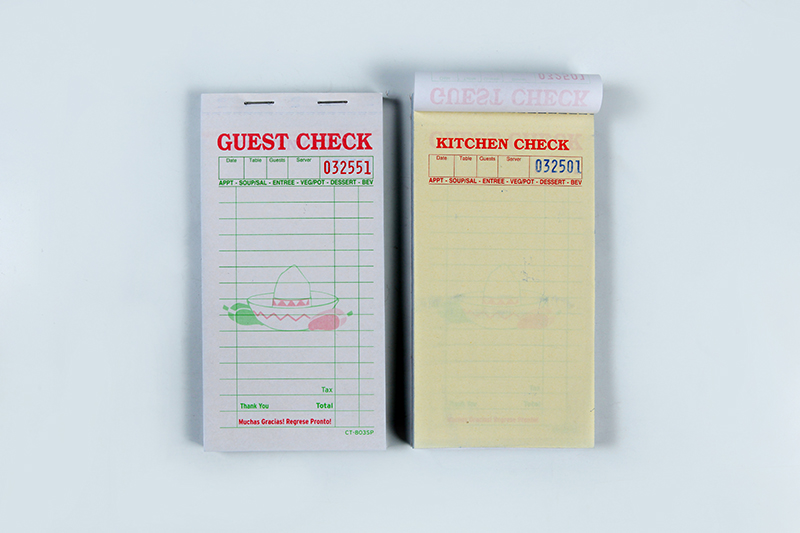 GUEST CHECK
Date Table Guests Server 032551
APPT - SOUP/SAL - ENTREE - VEG/POT - DESSERT - BEV
Tax
Thank You Total
Muchas Gracias! Regrese Pronto!
CT-803SP
032501
GUEST CHECK
KITCHEN CHECK
Date Table Guests Server 032501
APPT - SOUP/SAL - ENTREE - VEG/POT - DESSERT - BEV